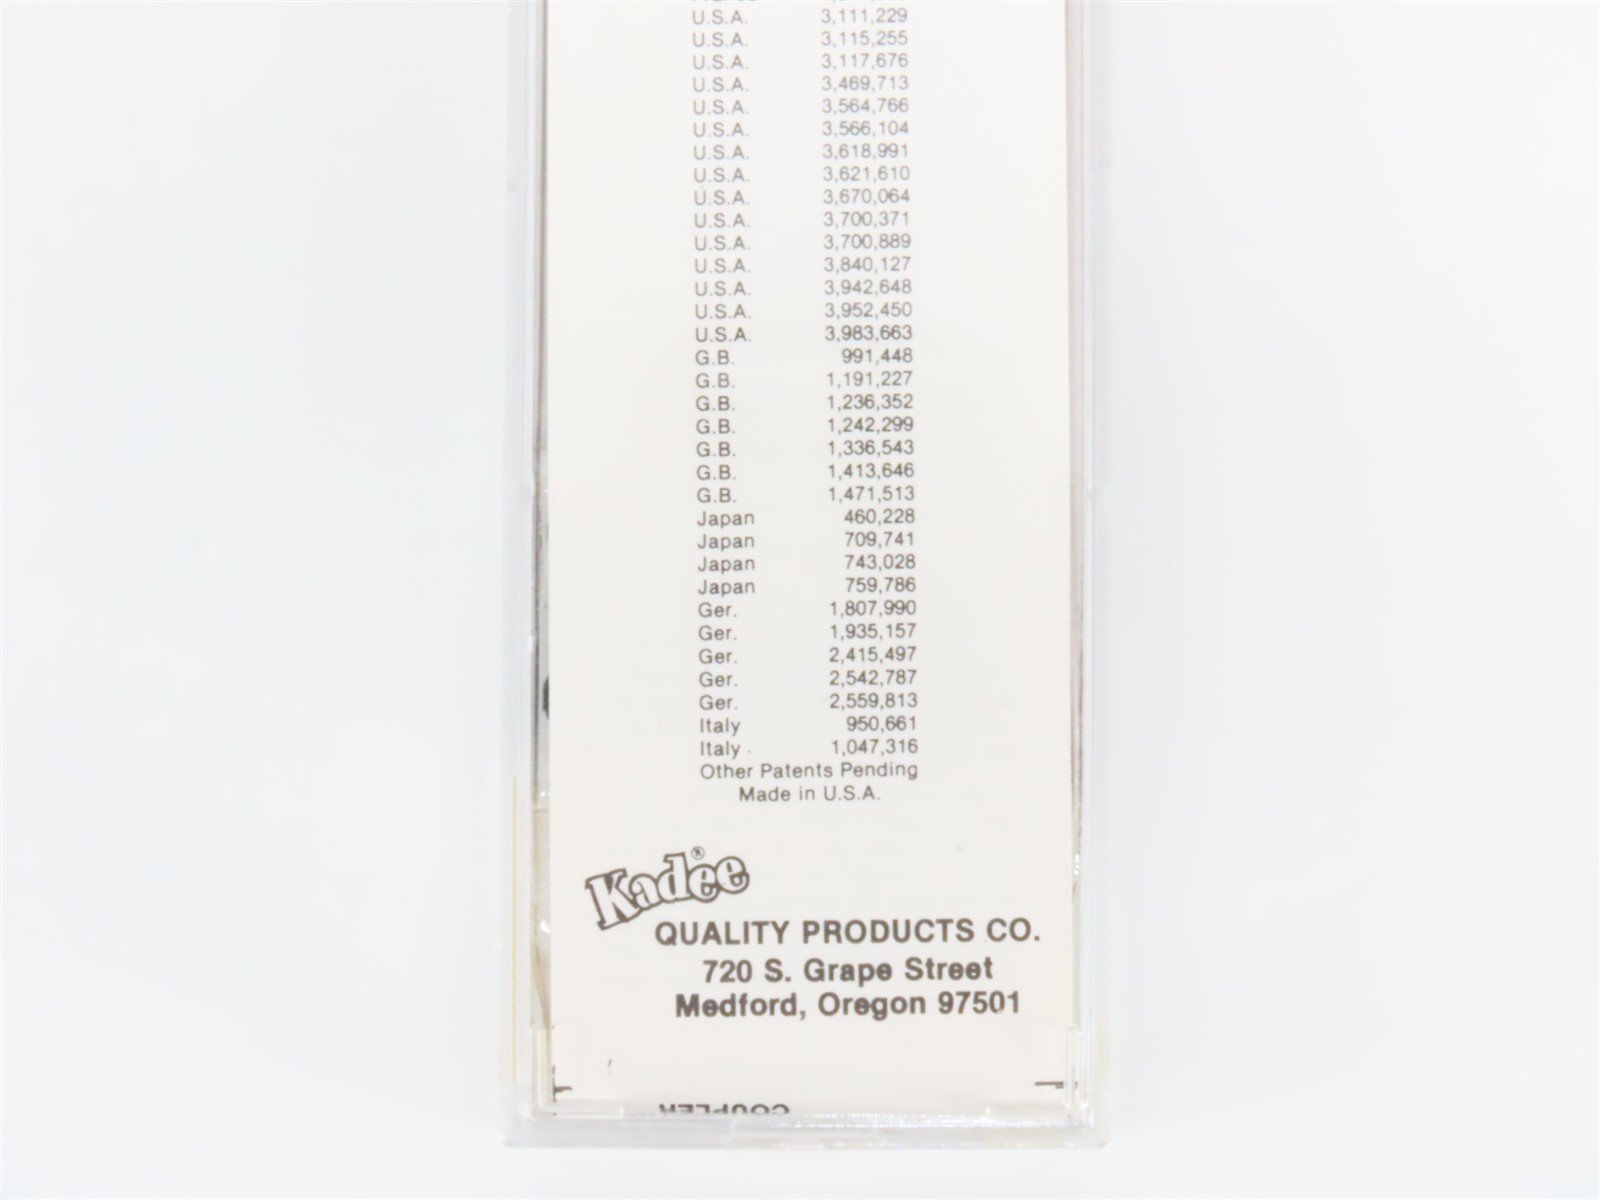 U.S.A. 3,111,229
U.S.A. 3,115,255
U.S.A. 3,117,676
U.S.A. 3,469,713
U.S.A. 3,564,766
U.S.A. 3,566,104
U.S.A. 3,618,991
U.S.A. 3,621,610
U.S.A. 3,670,064
U.S.A. 3,700,371
U.S.A. 3,700,889
U.S.A. 3,840,127
U.S.A. 3,942,648
U.S.A. 3,952,450
U.S.A. 3,983,663
G.B. 991,448
G.B. 1,191,227
G.B. 1,236,352
G.B. 1,242,299
G.B. 1,336,543
G.B. 1,413,646
G.B. 1,471,513
Japan 460,228
Japan 709,741
Japan 743,028
Japan 759,786
Ger. 1,807,990
Ger. 1,935,157
Ger. 2,415,497
Ger. 2,542,787
Ger. 2,559,813
Italy 950,661
Italy 1,047,316
Other Patents Pending
Made in U.S.A.
Kadee®
QUALITY PRODUCTS CO.
720 S. Grape Street
Medford, Oregon 97501
COUPLER